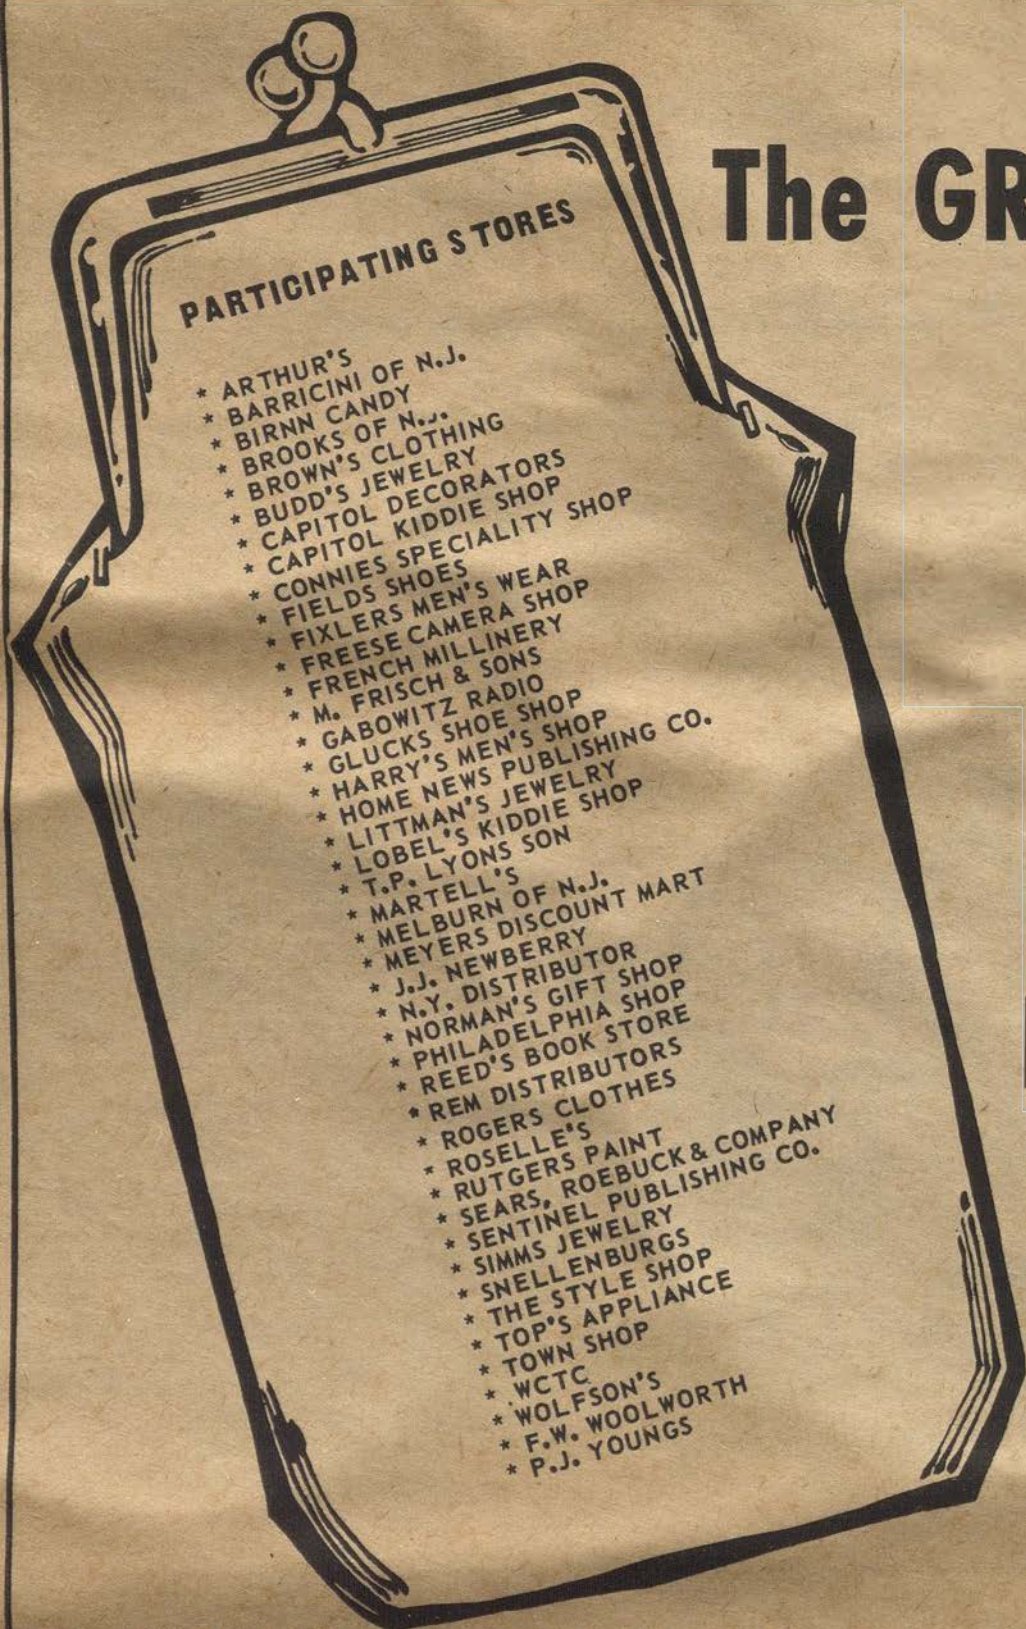 The GR
PARTICIPATING STORES
* ARTHUR'S
* BARRICINI OF N.J.
* BIRNN CANDY
* BROOKS OF N.J.
* BROWN'S CLOTHING
* BUDD'S JEWELRY
* CAPITOL DECORATORS
* CAPITOL KIDDIE SHOP
* CONNIES SPECIALITY SHOP
* FIELDS SHOES
* FIXLERS MEN'S WEAR
* FREESE CAMERA SHOP
* FRENCH MILLINERY
* M. FRISCH & SONS
* GABOWITZ RADIO
* GLUCKS SHOE SHOP
* HARRY'S MEN'S SHOP
* HOME NEWS PUBLISHING CO.
* LITTMAN'S JEWELRY
* LOBEL'S KIDDIE SHOP
* T.P. LYONS SON
* MARTELL'S
* MELBURN OF N.J.
* MEYERS DISCOUNT MART
* J.J. NEWBERRY
* N.Y. DISTRIBUTOR
* NORMAN'S GIFT SHOP
* PHILADELPHIA SHOP
* REED'S BOOK STORE
* REM DISTRIBUTORS
* ROGERS CLOTHES
* ROSELLE'S
* RUTGERS PAINT
* SEARS, ROEBUCK & COMPANY
* SENTINEL PUBLISHING CO.
* SIMMS JEWELRY
* SNELLENBURGS
* THE STYLE SHOP
* TOP'S APPLIANCE
* TOWN SHOP
* WCTC
* WOLFSON'S
* F.W. WOOLWORTH
* P.J. YOUNGS